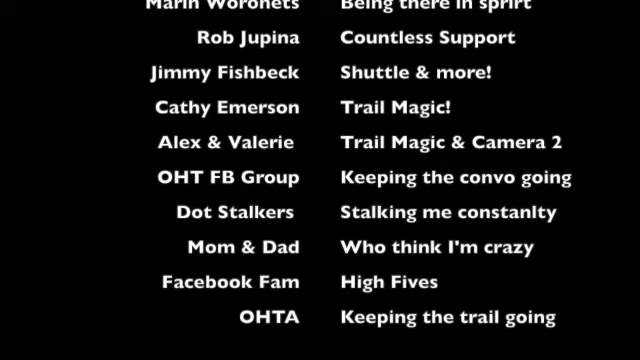 Marin Woronets Being there in sprirt
Rob Jupina Countless Support
Jimmy Fishbeck Shuttle & more!
Cathy Emerson Trail Magic!
Alex & Valerie Trail Magic & Camera 2
OHT FB Group Keeping the convo going
Dot Stalkers Stalking me constanlty
Mom & Dad Who think I'm crazy
Facebook Fam High Fives
OHTA Keeping the trail going